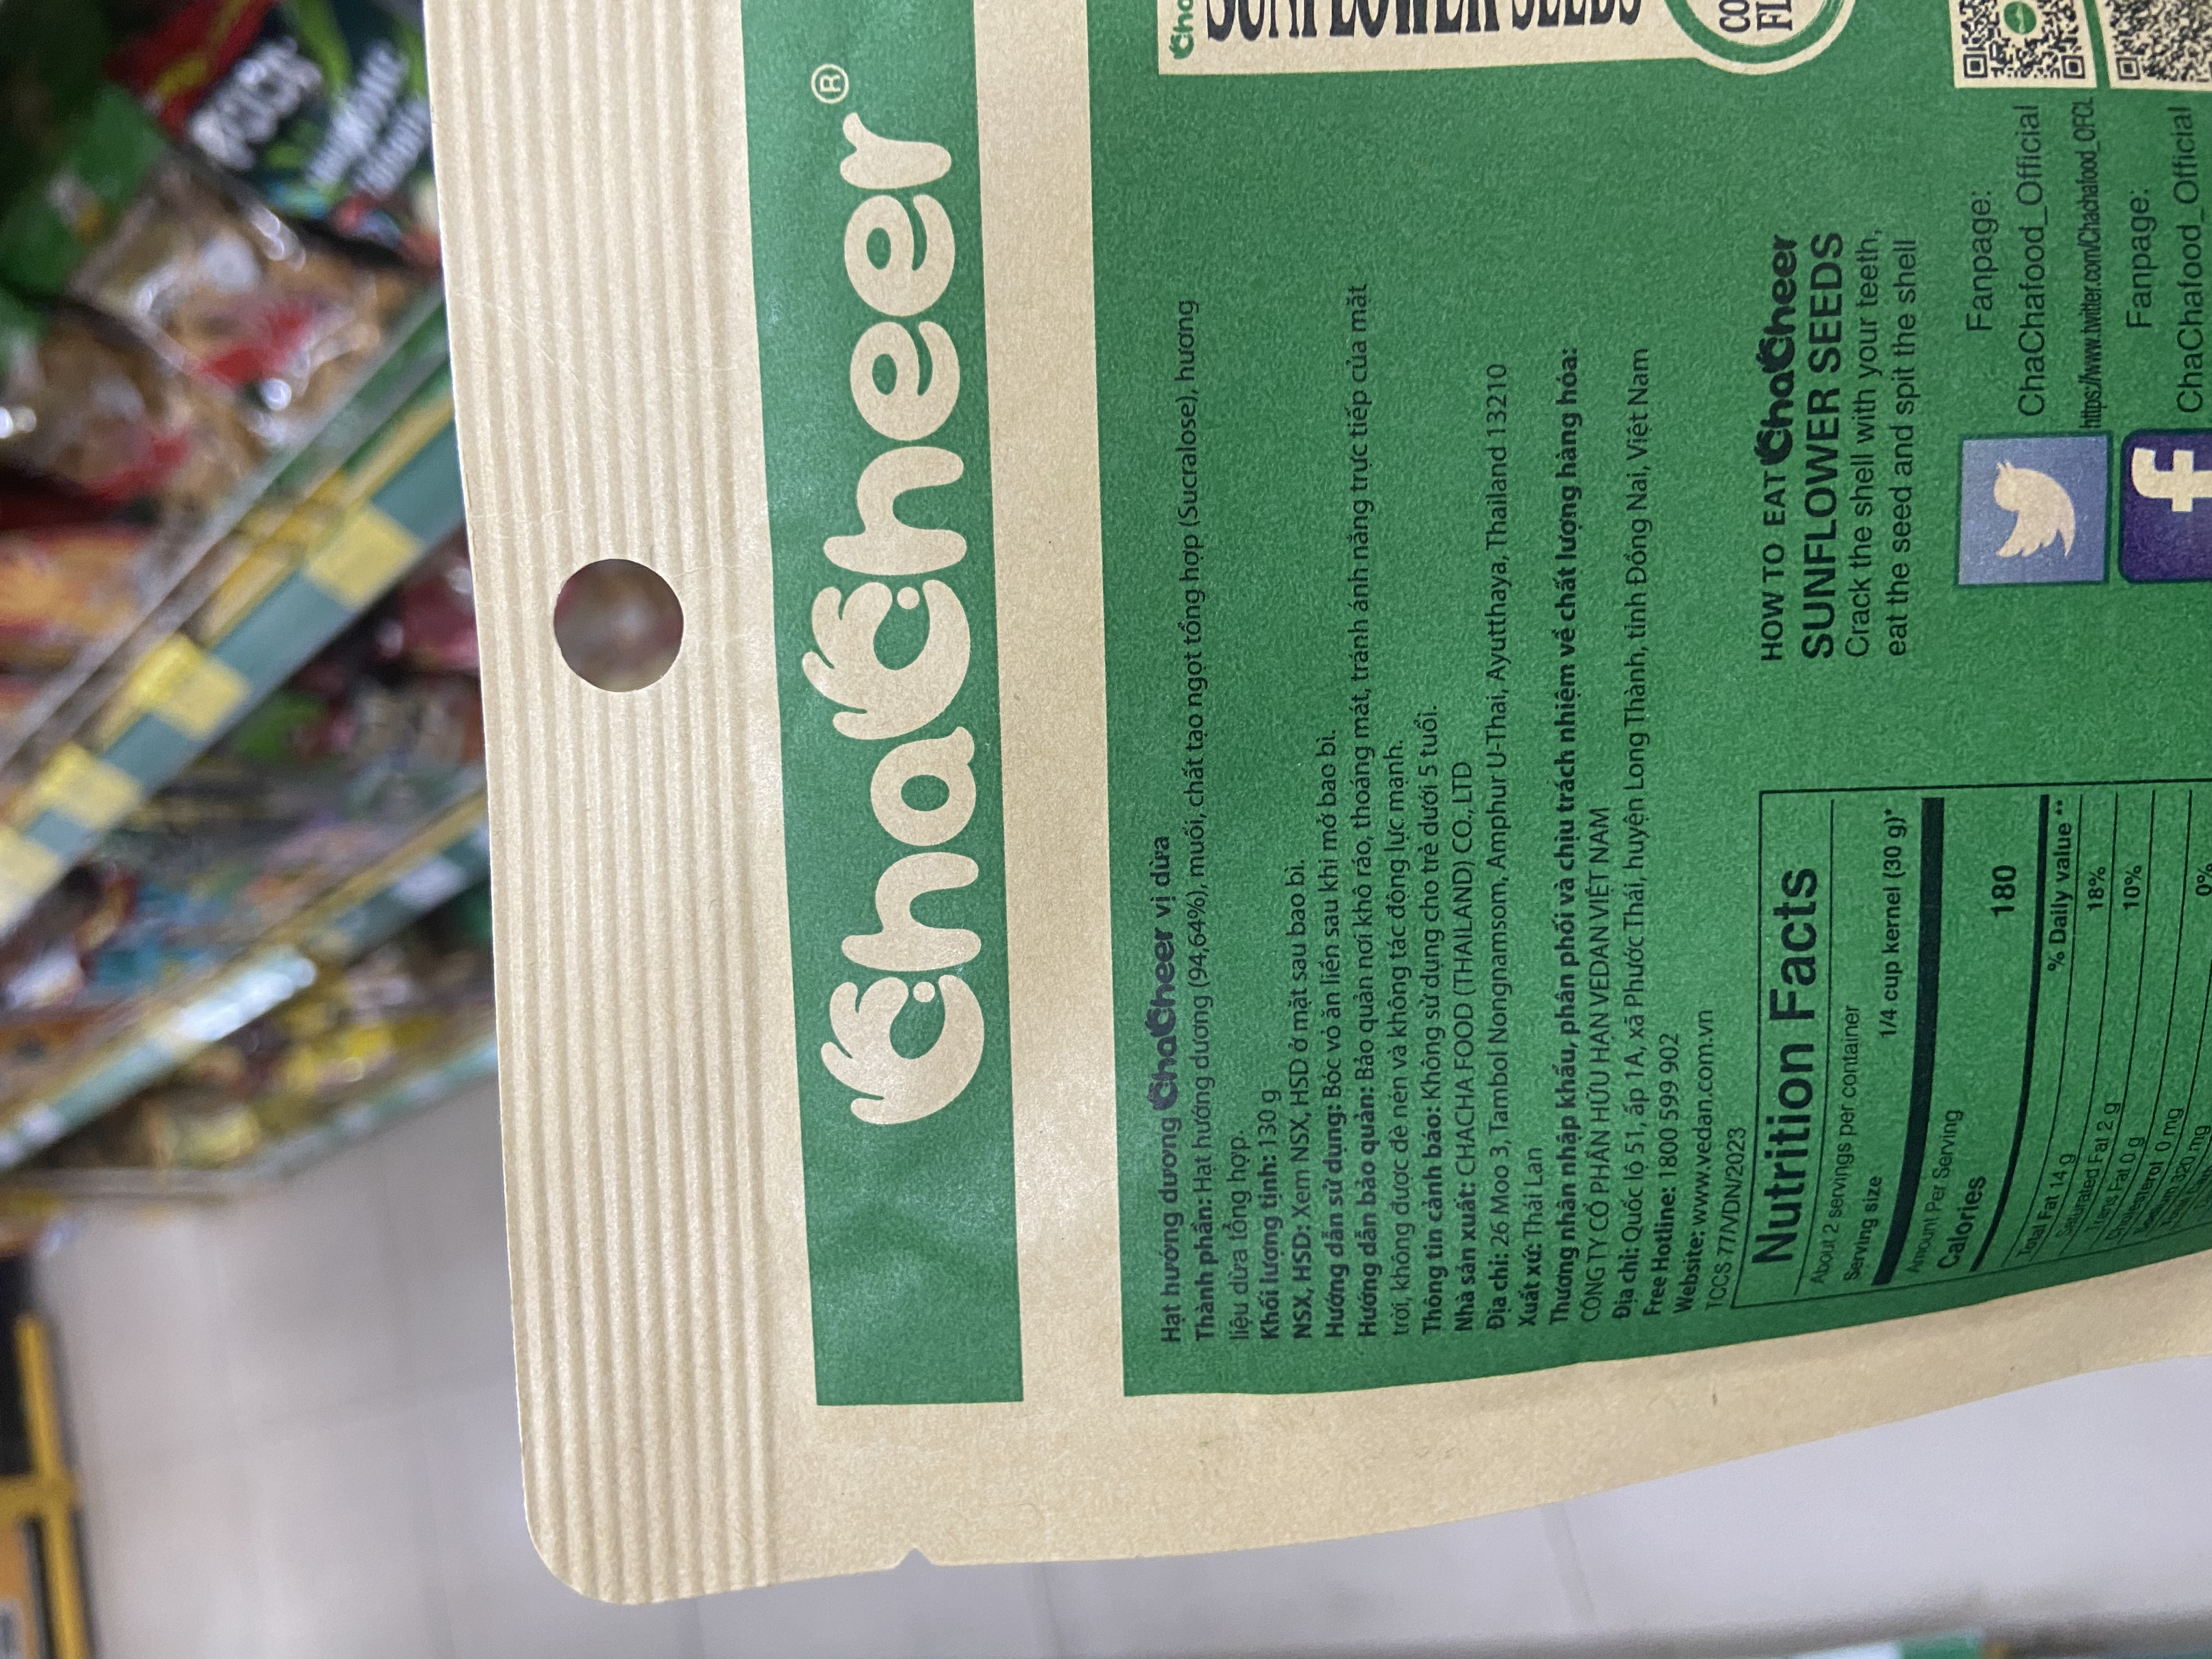 ChaCheer®
Hạt hướng dương ChaCheer vị dừa
Thành phần: Hạt hướng dương (94,64%), muối, chất tạo ngọt tổng hợp (Sucralose), hương
liệu dừa tổng hợp.
Khối lượng tịnh: 130 g
NSX, HSD: Xem NSX, HSD ở mặt sau bao bì.
Hướng dẫn sử dụng: Bóc vỏ ăn liền sau khi mở bao bì.
Hướng dẫn bảo quản: Bảo quản nơi khô ráo, thoáng mát, tránh ánh nắng trực tiếp của mặt
trời, không được đè nén và không tác động lực mạnh.
Thông tin cảnh báo: Không sử dụng cho trẻ dưới 5 tuổi.
Nhà sản xuất: CHACHA FOOD (THAILAND) CO., LTD
Địa chỉ: 26 Moo 3, Tambol Nongnamsom, Amphur U-Thai, Ayutthaya, Thailand 13210
Xuất xứ: Thái Lan
Thương nhân nhập khẩu, phân phối và chịu trách nhiệm về chất lượng hàng hóa:
CÔNG TY CỔ PHẦN HỮU HẠN VEDAN VIỆT NAM
Địa chỉ: Quốc lộ 51, ấp 1A, xã Phước Thái, huyện Long Thành, tỉnh Đồng Nai, Việt Nam
Free Hotline: 1800 599 902
Website: www.vedan.com.vn
TCCS 77/VDN/2023
Nutrition Facts
About 2 servings per container
Serving size 1/4 cup kernel (30 g)*
Amount Per Serving
Calories 180
% Daily value **
Total Fat 14 g 18%
Saturated Fat 2 g 10%
Trans Fat 0 g
Cholesterol 0 mg 0%
Sodium 320 mg
HOW TO EAT ChaCheer
SUNFLOWER SEEDS
Crack the shell with your teeth,
eat the seed and spit the shell
Fanpage:
ChaChafood_Official
https://www.twitter.com/Chachafood_OFCL
Fanpage:
ChaChafood_Official